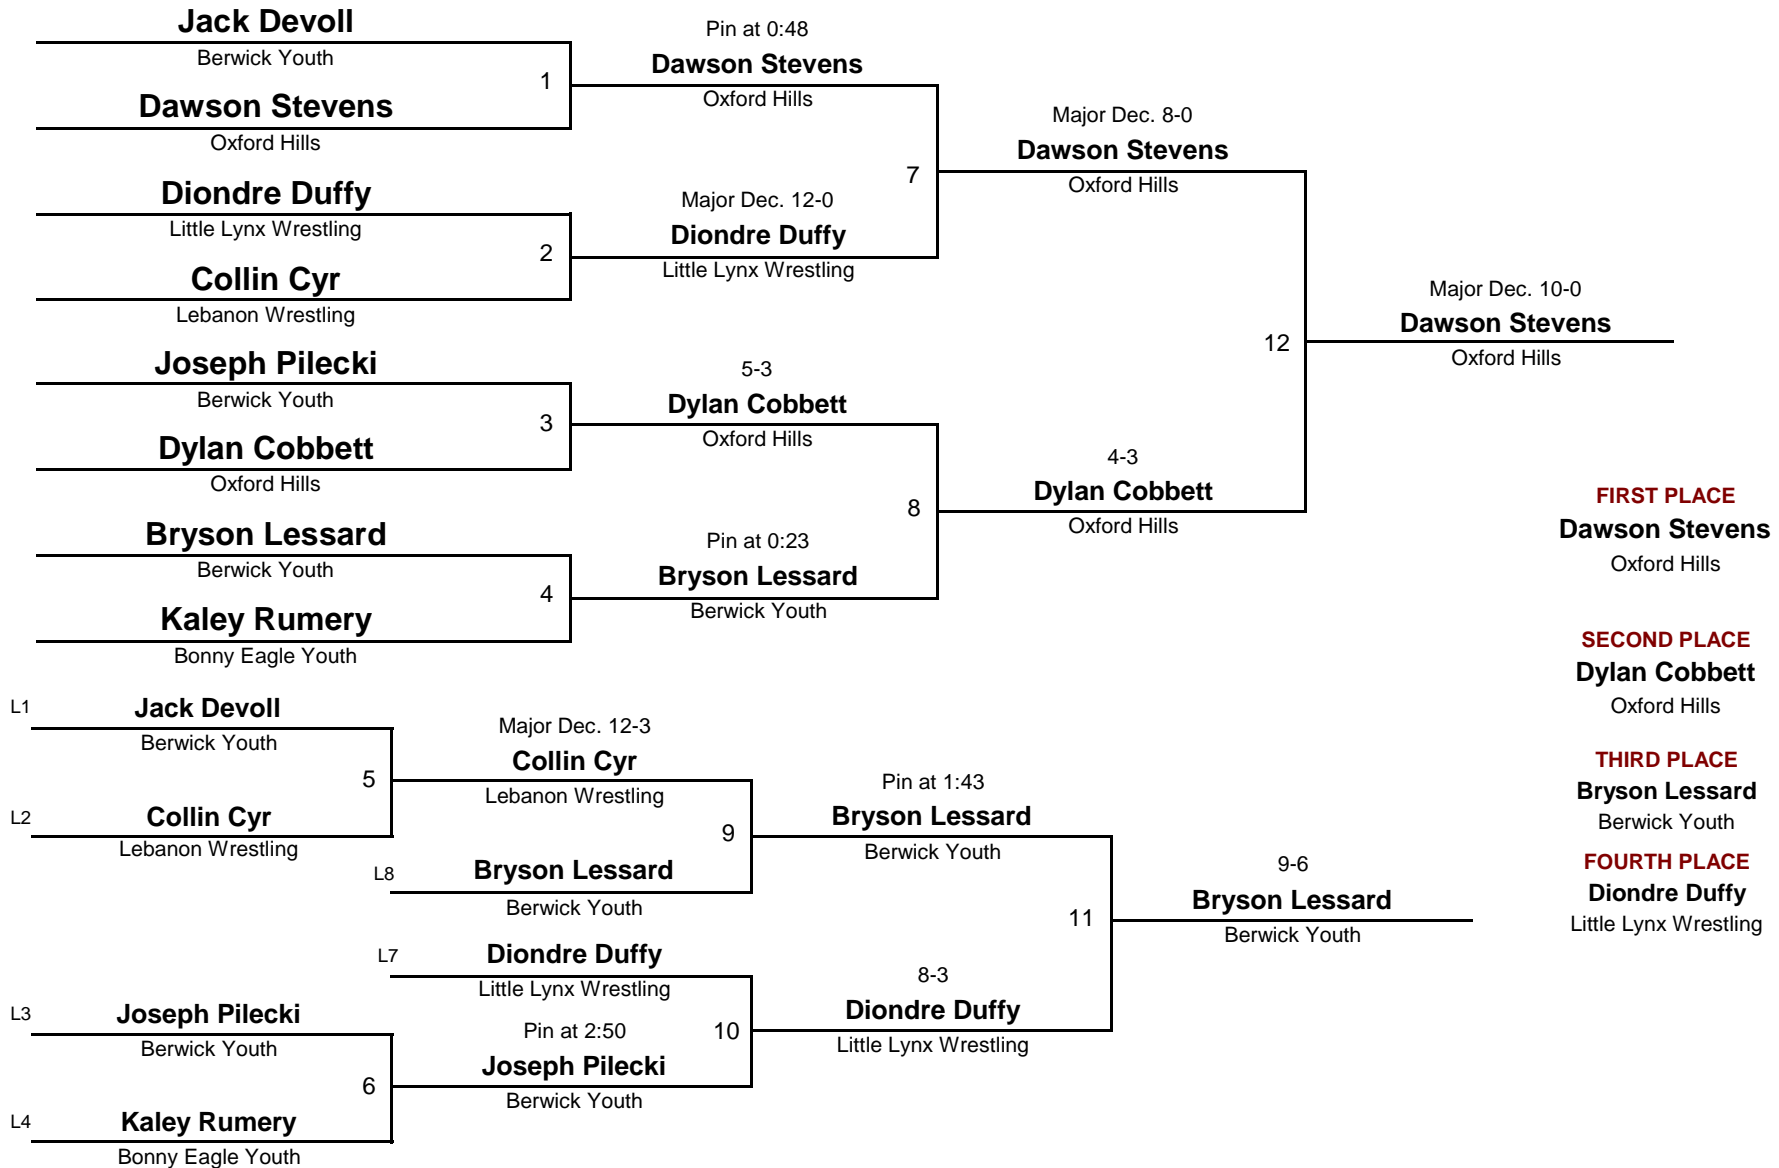 Jack Devoll
Berwick Youth
1
Dawson Stevens
Oxford Hills
Diondre Duffy
Little Lynx Wrestling
2
Collin Cyr
Lebanon Wrestling
Joseph Pilecki
Berwick Youth
3
Dylan Cobbett
Oxford Hills
Bryson Lessard
Berwick Youth
4
Kaley Rumery
Bonny Eagle Youth
Pin at 0:48
Dawson Stevens
Oxford Hills
7
Major Dec. 12-0
Diondre Duffy
Little Lynx Wrestling
5-3
Dylan Cobbett
Oxford Hills
8
Pin at 0:23
Bryson Lessard
Berwick Youth
Major Dec. 8-0
Dawson Stevens
Oxford Hills
12
4-3
Dylan Cobbett
Oxford Hills
Major Dec. 10-0
Dawson Stevens
Oxford Hills
L1
Jack Devoll
Berwick Youth
5
L2
Collin Cyr
Lebanon Wrestling
L3
Joseph Pilecki
Berwick Youth
6
L4
Kaley Rumery
Bonny Eagle Youth
Major Dec. 12-3
Collin Cyr
Lebanon Wrestling
9
L8
Bryson Lessard
Berwick Youth
L7
Diondre Duffy
Little Lynx Wrestling
10
Pin at 2:50
Joseph Pilecki
Berwick Youth
Pin at 1:43
Bryson Lessard
Berwick Youth
11
8-3
Diondre Duffy
Little Lynx Wrestling
9-6
Bryson Lessard
Berwick Youth
FIRST PLACE
Dawson Stevens
Oxford Hills
SECOND PLACE
Dylan Cobbett
Oxford Hills
THIRD PLACE
Bryson Lessard
Berwick Youth
FOURTH PLACE
Diondre Duffy
Little Lynx Wrestling